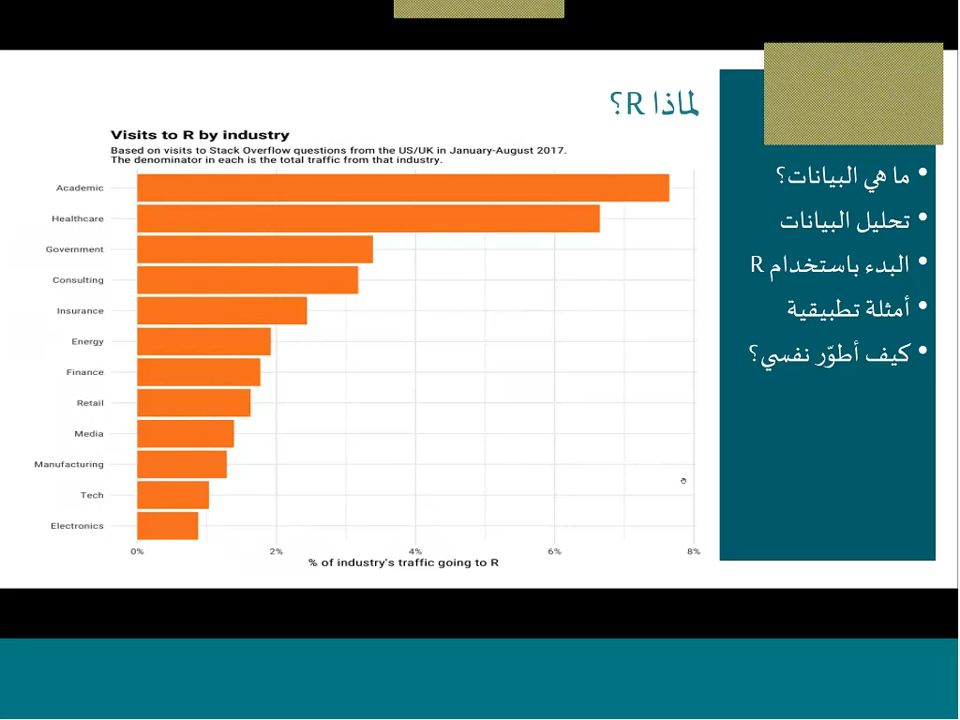 لماذا R؟
Visits to R by industry
Based on visits to Stack Overflow questions from the US/UK in January-August 2017.
The denominator in each is the total traffic from that industry.
Academic
Healthcare
Government
Consulting
Insurance
Energy
Finance
Retail
Media
Manufacturing
Tech
Electronics
0% 2% 4% 6% 8%
% of industry's traffic going to R
• ما هي البيانات؟
• تحليل البيانات
• البدء باستخدام R
• أمثلة تطبيقية
• كيف أطوّر نفسي؟